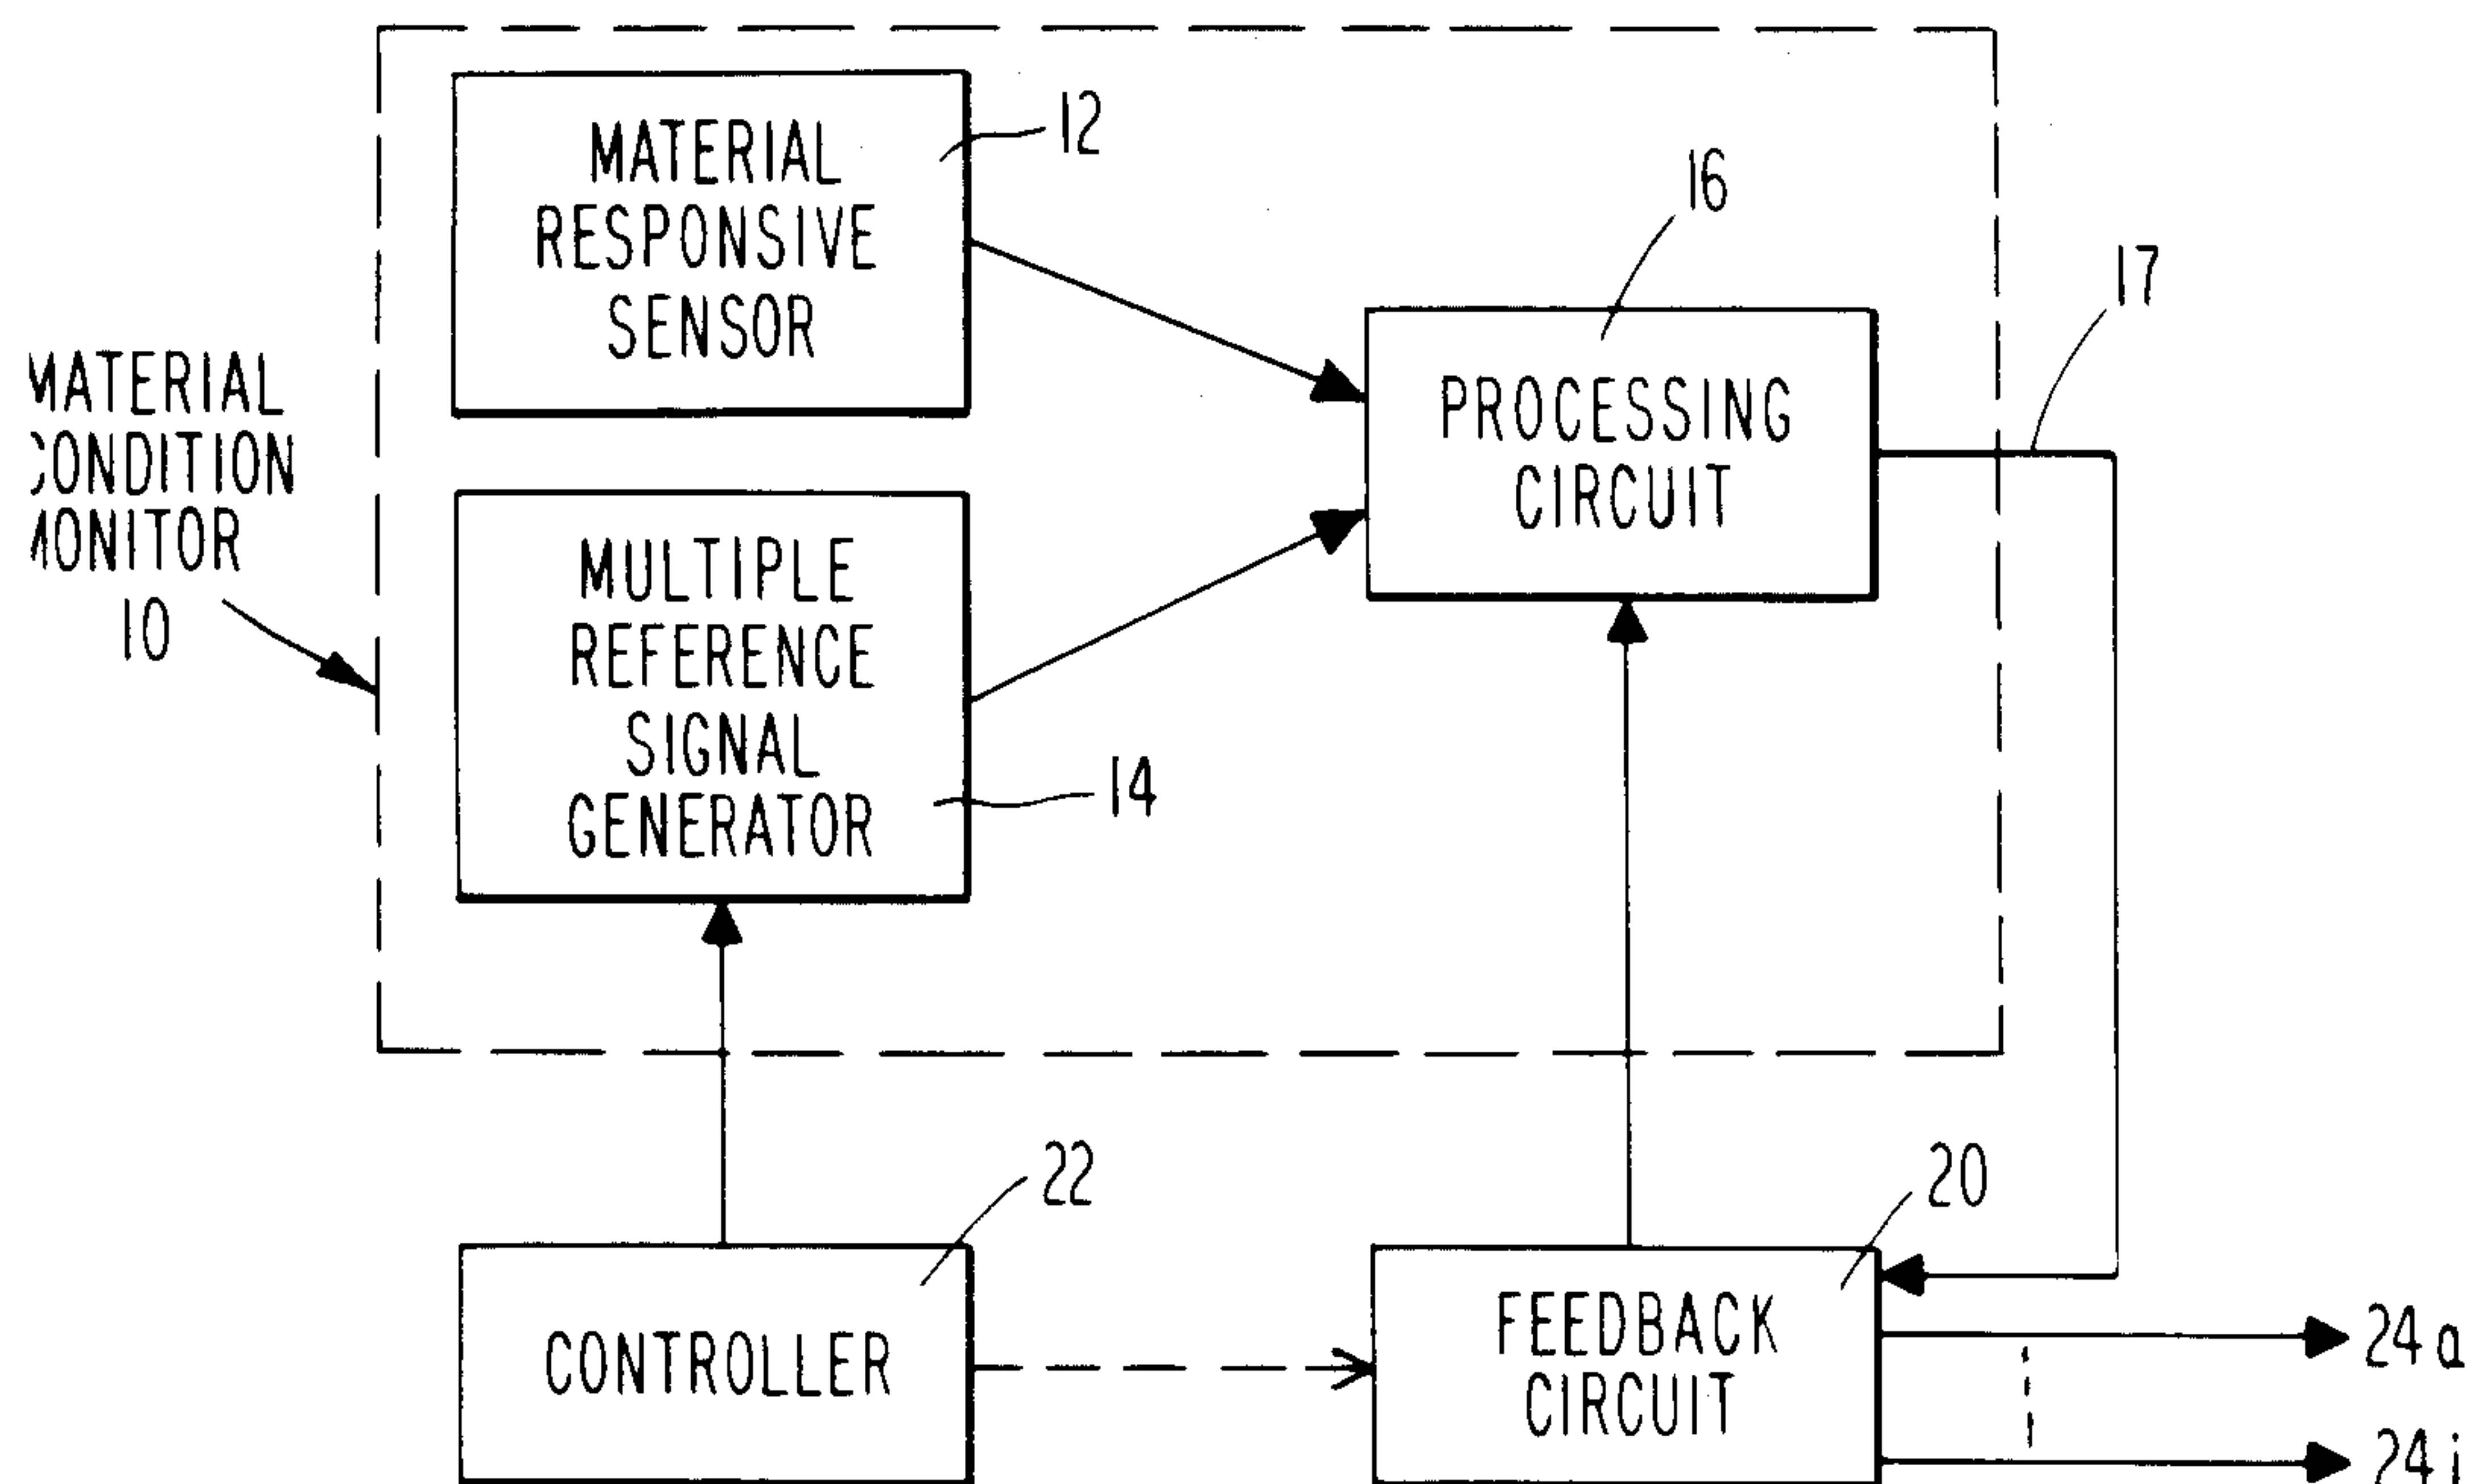 MATERIAL
RESPONSIVE
SENSOR
12
16
17
PROCESSING
CIRCUIT
MATERIAL
CONDITION
MONITOR
10
MULTIPLE
REFERENCE
SIGNAL
GENERATOR
14
22
20
CONTROLLER
FEEDBACK
CIRCUIT
24a
24i